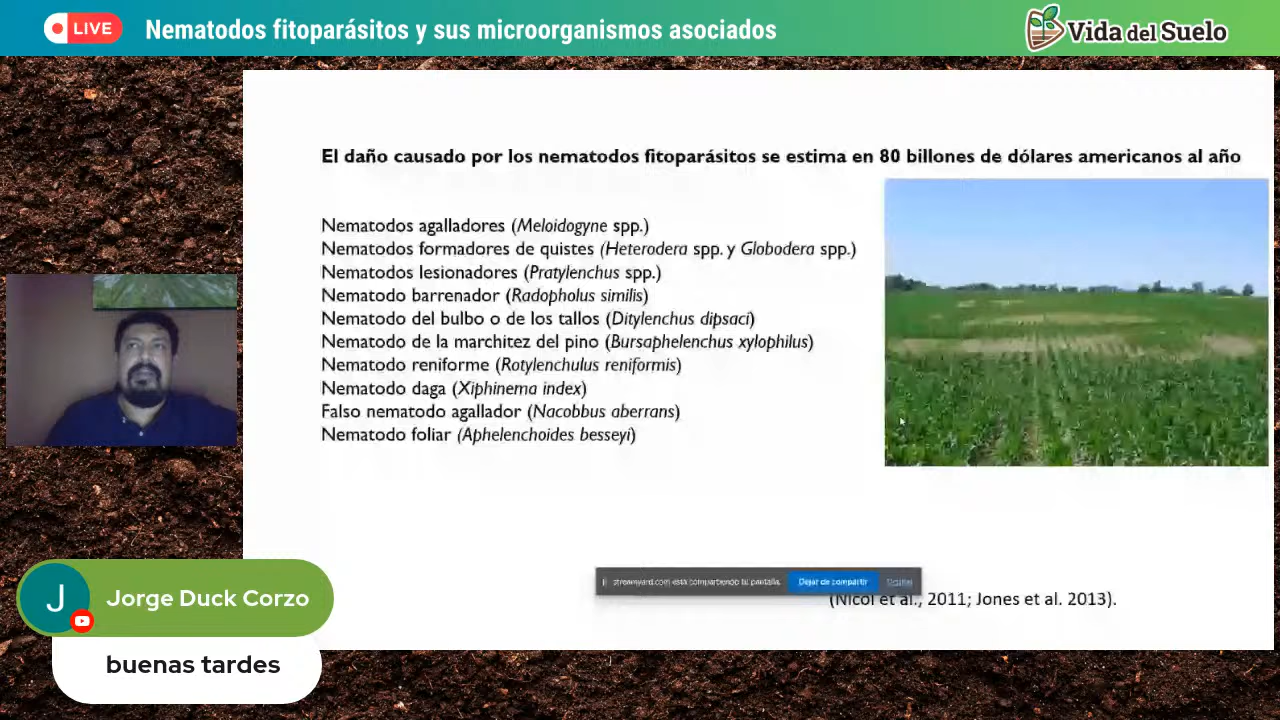 LIVE
Nematodos fitoparásitos y sus microorganismos asociados
Vida del Suelo
El daño causado por los nematodos fitoparásitos se estima en 80 billones de dólares americanos al año
Nematodos agalladores (Meloidogyne spp.)
Nematodos formadores de quistes (Heterodera spp. y Globodera spp.)
Nematodos lesionadores (Pratylenchus spp.)
Nematodo barrenador (Radopholus similis)
Nematodo del bulbo o de los tallos (Ditylenchus dipsaci)
Nematodo de la marchitez del pino (Bursaphelenchus xylophilus)
Nematodo reniforme (Rotylenchulus reniformis)
Nematodo daga (Xiphinema index)
Falso nematodo agallador (Nacobbus aberrans)
Nematodo foliar (Aphelenchoides besseyi)
streamyard.com está compartiendo tu pantalla.
Dejar de compartir
Ocultar
(Nicol et al., 2011; Jones et al. 2013).
J
Jorge Duck Corzo
buenas tardes